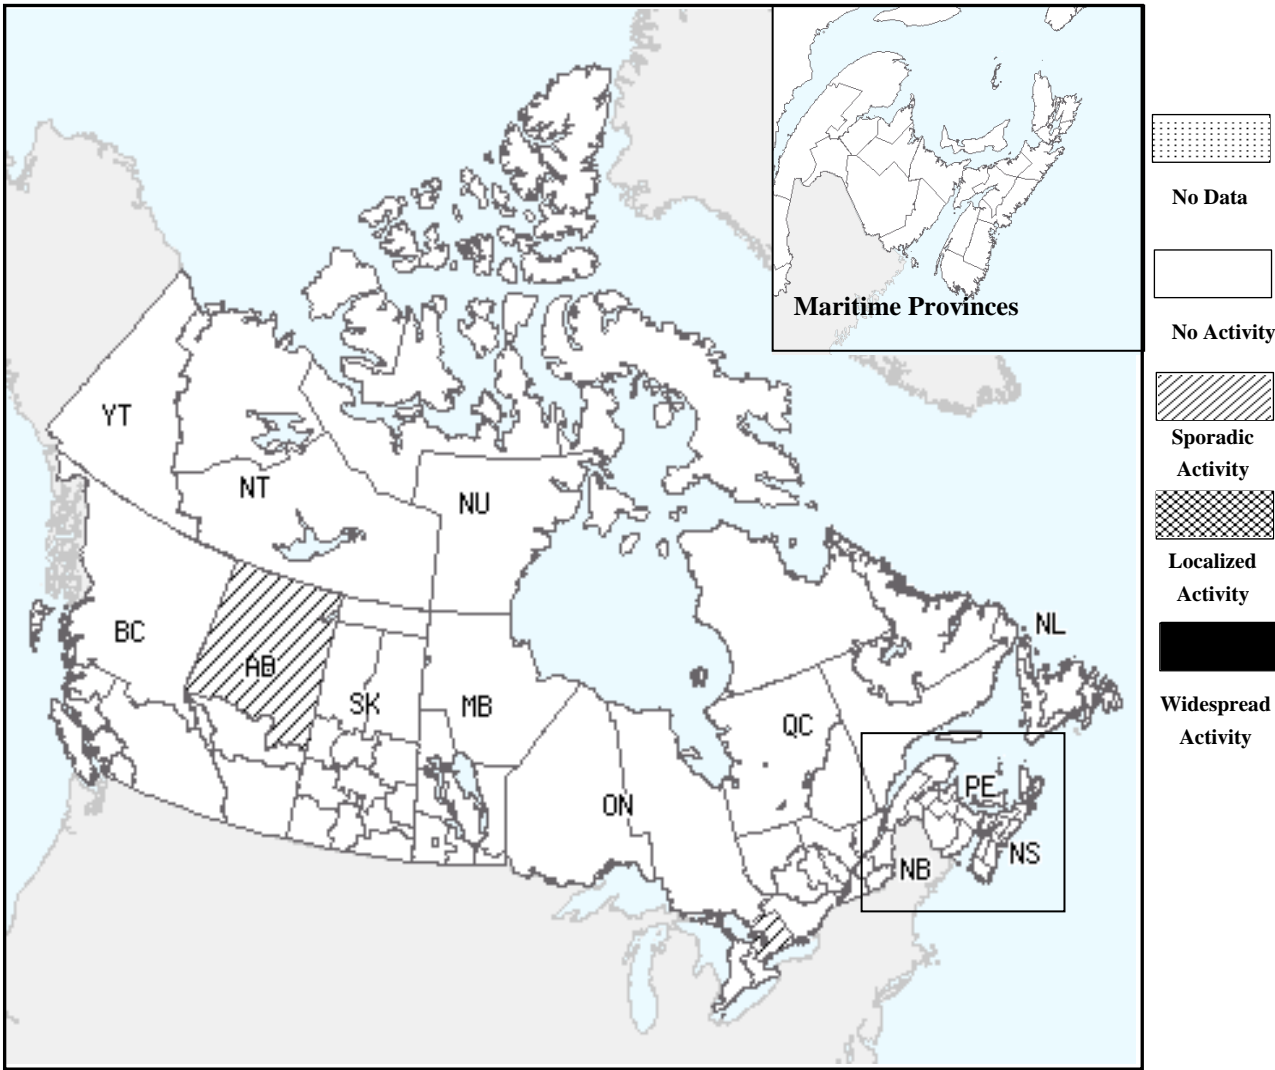 Maritime Provinces
YT
NT
NU
BC
AB
SK
MB
ON
QC
NL
PE
NB
NS
No Data
No Activity
Sporadic
Activity
Localized
Activity
Widespread
Activity